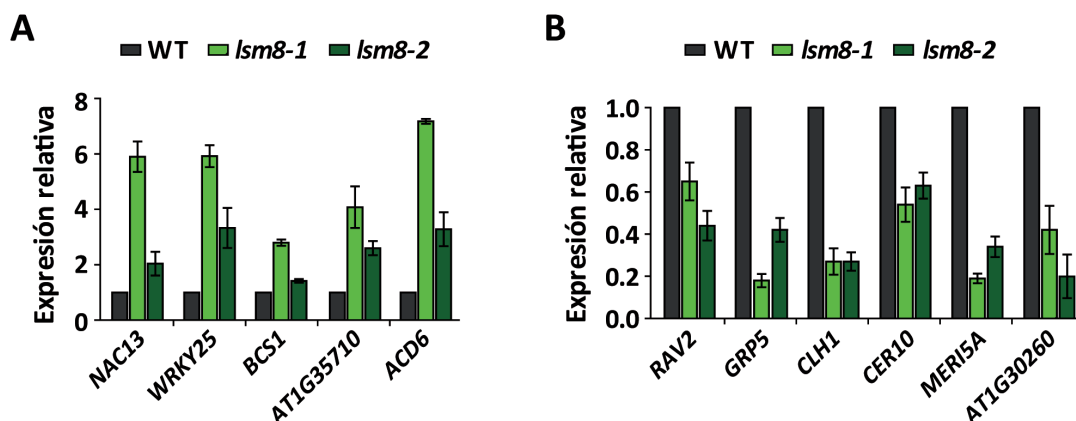 A
WT lsm8-1 lsm8-2
Expresión relativa
8
6
4
2
0
NAC13
WRKY25
BCS1
AT1G35710
ACD6
B
WT lsm8-1 lsm8-2
Expresión relativa
1.0
0.8
0.6
0.4
0.2
0.0
RAV2
GRP5
CLH1
CER10
MERI5A
AT1G30260